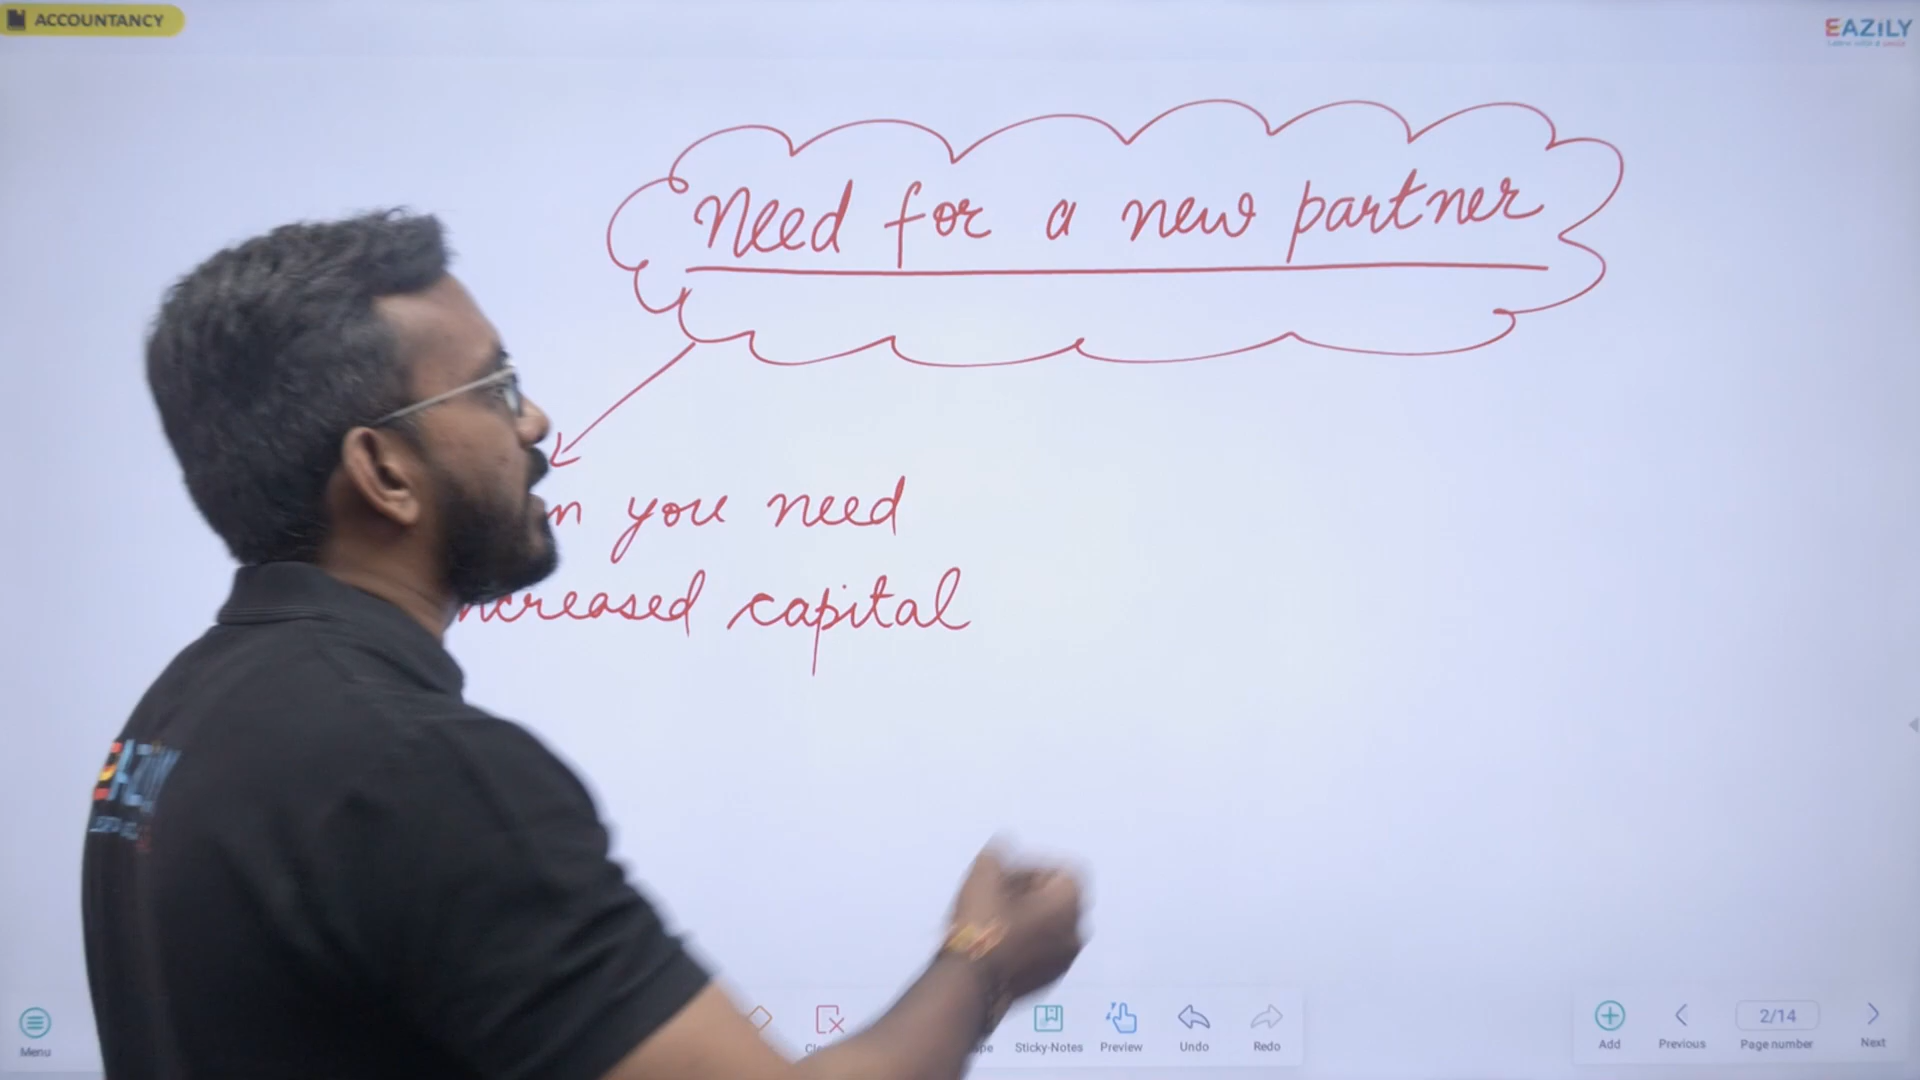 ACCOUNTANCY
EAZILY
Need for a new partner
you need
capital
Menu
Sticky-Notes
Preview
Undo
Redo
Add
Previous
2/14
Page number
Next